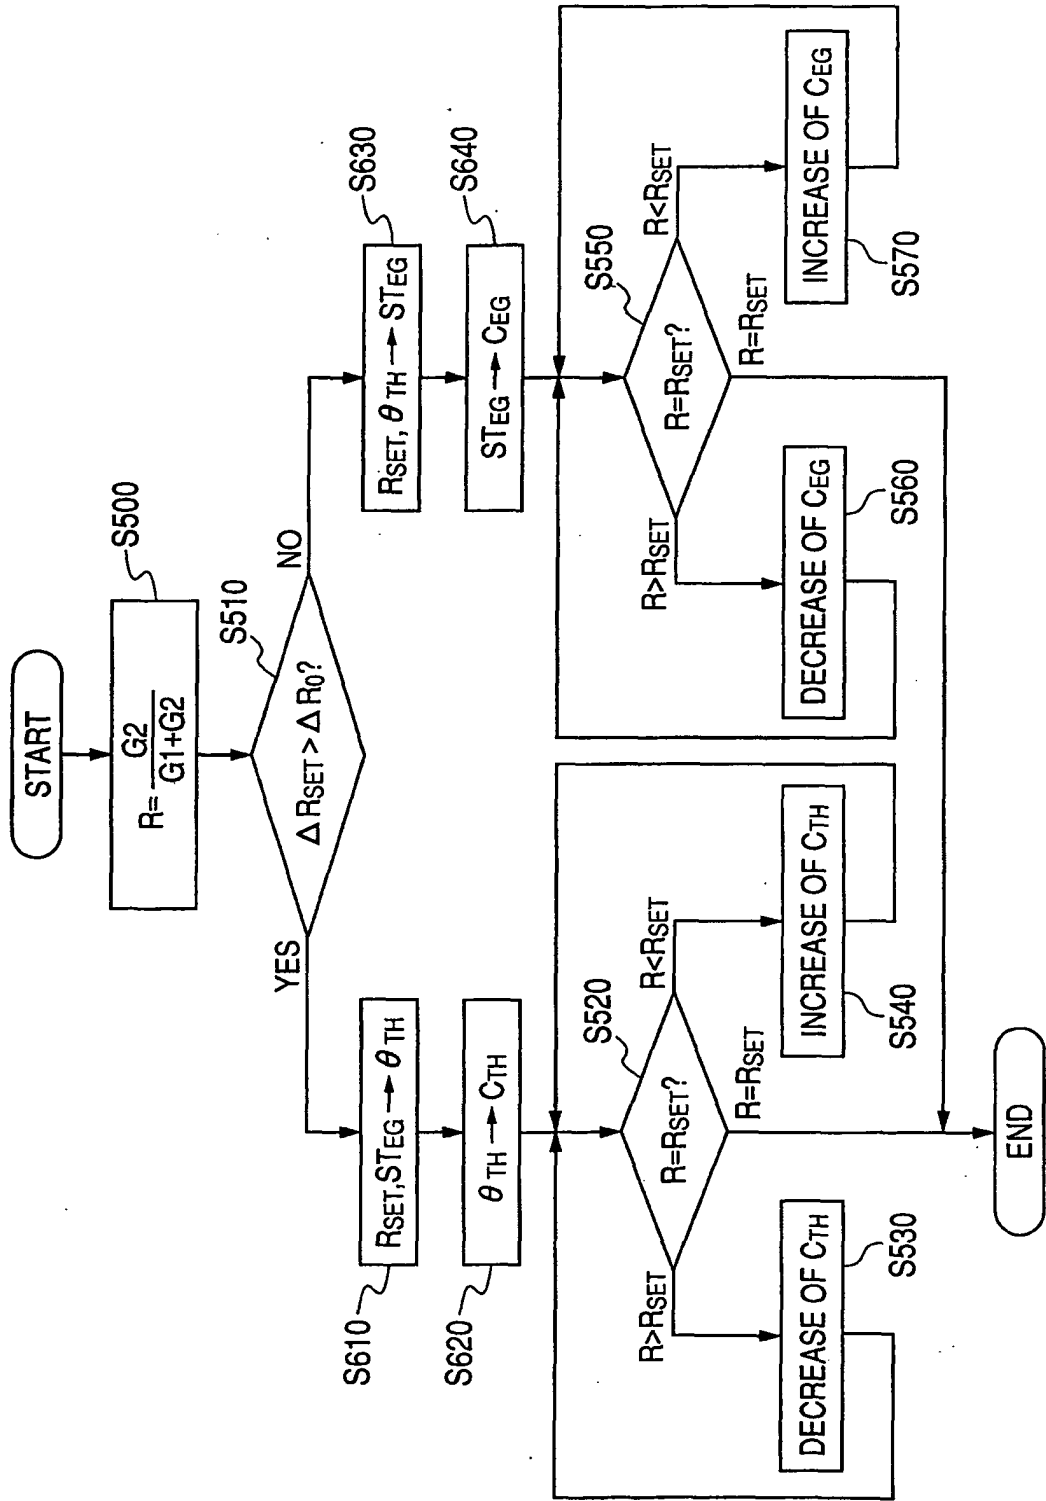 START
S500
R= G2
G1+G2
S510
ΔRSET > ΔR0?
YES
NO
S610
RSET,STEG → θTH
S630
RSET, θTH → STEG
S620
θTH → CTH
S640
STEG → CEG
S520
R=RSET?
R>RSET
R<RSET
R=RSET
S550
R=RSET?
R>RSET
R<RSET
R=RSET
DECREASE OF CTH
S530
INCREASE OF CTH
S540
DECREASE OF CEG
S560
INCREASE OF CEG
S570
END